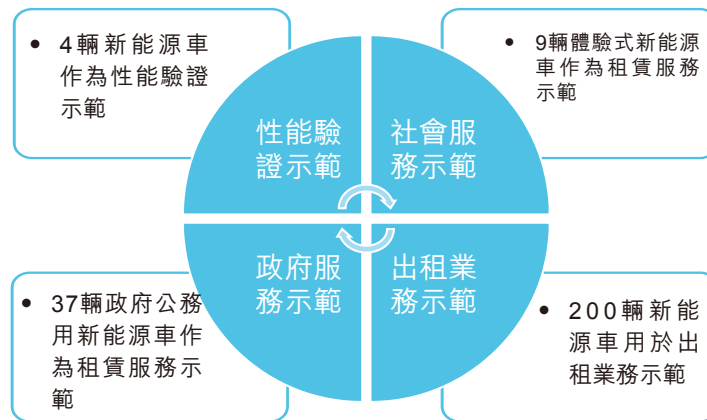 • 4輛新能源車
作為性能驗證
示範
• 9輛體驗式新能源
車作為租賃服務
示範
性能驗
證示範
社會服
務示範
政府服
務示範
出租業
務示範
• 37輛政府公務
用新能源車作
為租賃服務示
範
• 200輛新能
源車用於出
租業務示範